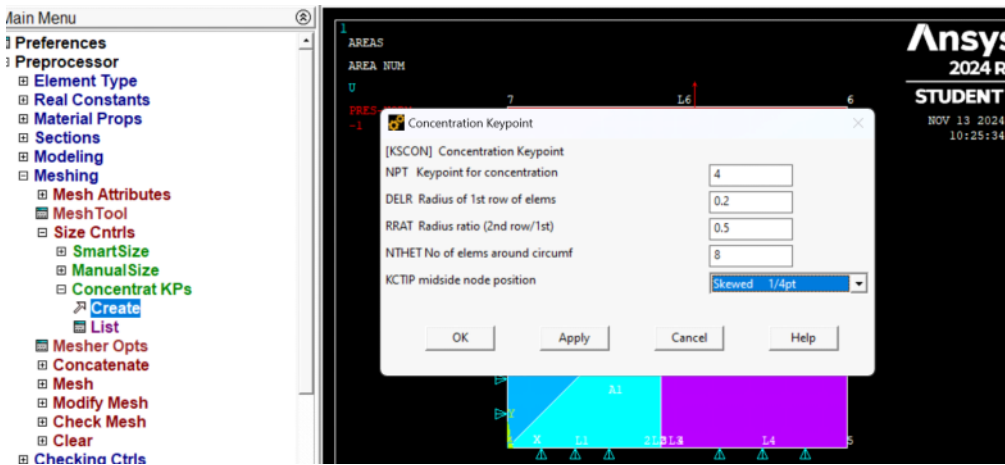 Main Menu
Preferences
Preprocessor
Element Type
Real Constants
Material Props
Sections
Modeling
Meshing
Mesh Attributes
MeshTool
Size Cntrls
SmartSize
ManualSize
Concentrat KPs
Create
List
Mesher Opts
Concatenate
Mesh
Modify Mesh
Check Mesh
Clear
Checking Ctrls
1
AREAS
AREA NUM
U
PRES-
-1
7 L6 6
Ansys
2024 R
STUDENT
NOV 13 2024
10:25:34
Concentration Keypoint
[KSCON] Concentration Keypoint
NPT Keypoint for concentration 4
DELR Radius of 1st row of elems 0.2
RRAT Radius ratio (2nd row/1st) 0.5
NTHET No of elems around circumf 8
KCTIP midside node position Skewed 1/4pt
OK Apply Cancel Help
A1
Y
X L1 L4 5